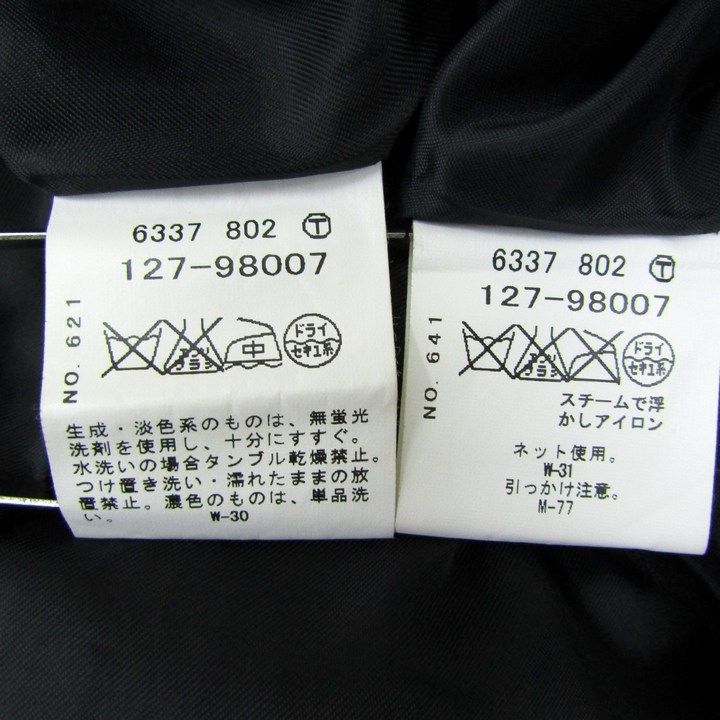 6337 802 Ⓣ
127-98007
NO. 621
中
ドライ
セキユ系
生成・淡色系のものは、無蛍光
洗剤を使用し、十分にすすぐ。
水洗いの場合タンブル乾燥禁止。
つけ置き洗い・濡れたままの放
置禁止。濃色のものは、単品洗
い。 W-30
6337 802 Ⓣ
127-98007
NO. 641
ドライ
セキユ系
スチームで浮
かしアイロン
ネット使用。
W-31
引っかけ注意。
M-77